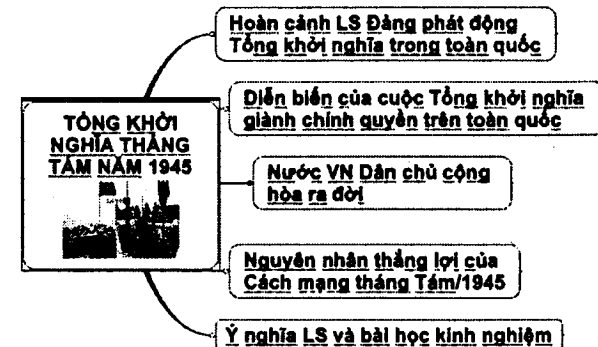 TỔNG KHỞI
NGHĨA THÁNG
TÁM NĂM 1945
Hoàn cảnh LS Đảng phát động
Tổng khởi nghĩa trong toàn quốc
Diễn biến của cuộc Tổng khởi nghĩa
giành chính quyền trên toàn quốc
Nước VN Dân chủ cộng
hòa ra đời
Nguyên nhân thắng lợi của
Cách mạng tháng Tám/1945
Ý nghĩa LS và bài học kinh nghiệm